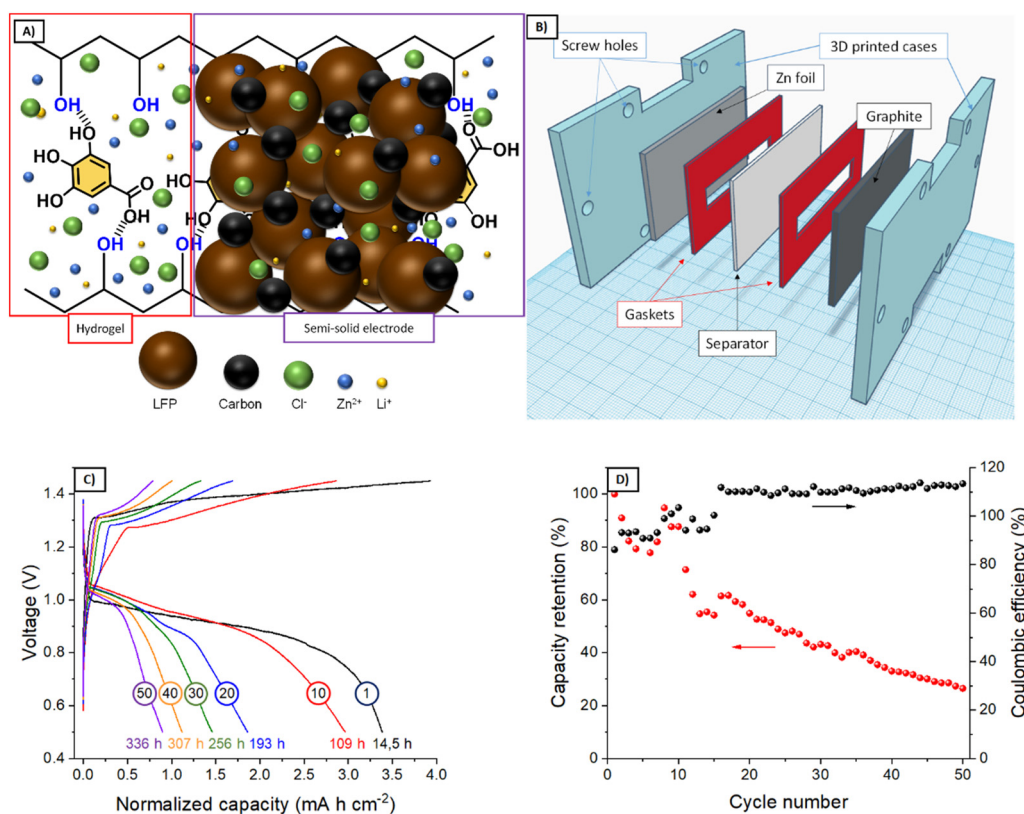 A)
OH
OH
OH
OH
HO
HO
O
OH
OH
OH
HO
HO
O
OH
OH
OH
Hydrogel
Semi-solid electrode
LFP
Carbon
Cl-
Zn2+
Li+
B)
Screw holes
3D printed cases
Zn foil
Graphite
Gaskets
Separator
C)
Voltage (V)
1.4
1.2
1.0
0.8
0.6
0.4
50
40
30
20
10
1
336 h
307 h
256 h
193 h
109 h
14,5 h
0.0
0.5
1.0
1.5
2.0
2.5
3.0
3.5
4.0
Normalized capacity (mA h cm-2)
D)
Capacity retention (%)
100
80
60
40
20
0
120
100
80
60
40
20
0
Coulombic efficiency (%)
0
10
20
30
40
50
Cycle number